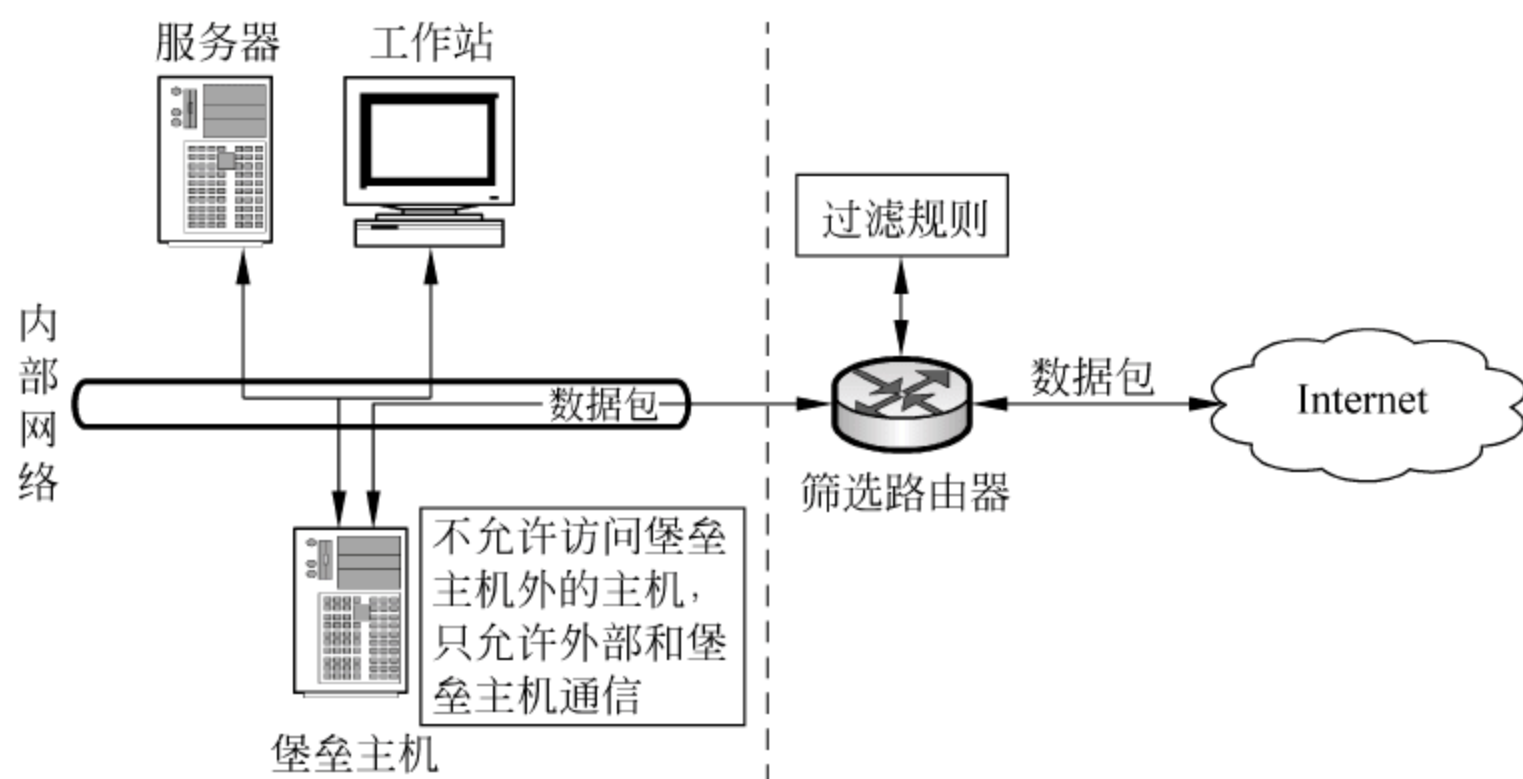 服务器
工作站
过滤规则
内部网络
数据包
数据包
Internet
筛选路由器
不允许访问堡垒
主机外的主机，
只允许外部和堡
垒主机通信
堡垒主机